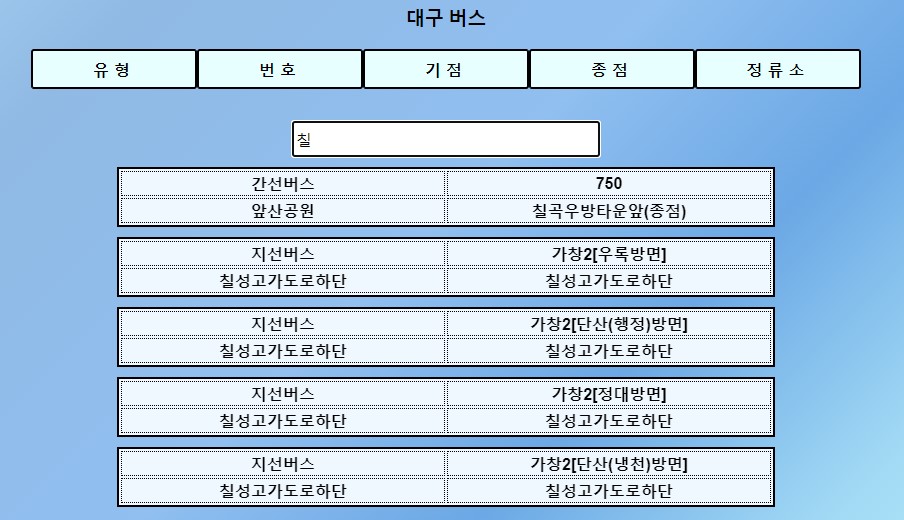 대구 버스
유 형 번 호 기 점 종 점 정 류 소
칠
간선버스 750
앞산공원 칠곡우방타운앞(종점)
지선버스 가창2[우록방면]
칠성고가도로하단 칠성고가도로하단
지선버스 가창2[단산(행정)방면]
칠성고가도로하단 칠성고가도로하단
지선버스 가창2[정대방면]
칠성고가도로하단 칠성고가도로하단
지선버스 가창2[단산(냉천)방면]
칠성고가도로하단 칠성고가도로하단